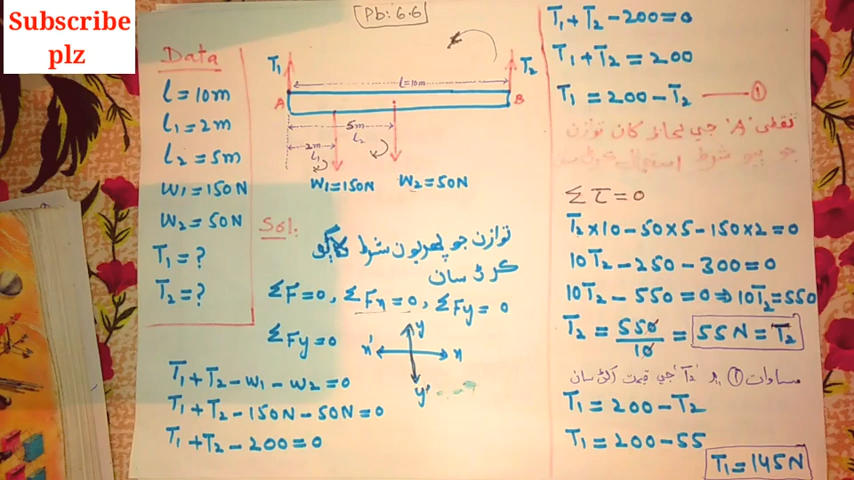 Subscribe
plz
Pb: 6.6
Data
l = 10m
l₁ = 2m
l₂ = 5m
W₁ = 150N
W₂ = 50N
T₁ = ?
T₂ = ?
T₁
T₂
l = 10m
A
B
5m
l₂
2m
l₁
W₁ = 150N W₂ = 50N
Sol:
توازن جو پھريون شرط لاڳو
ڪرڻ سان
ΣF = 0, ΣFx = 0, ΣFy = 0
ΣFy = 0
y
x' x
y'
T₁ + T₂ - W₁ - W₂ = 0
T₁ + T₂ - 150N - 50N = 0
T₁ + T₂ - 200 = 0
T₁ + T₂ - 200 = 0
T₁ + T₂ = 200
T₁ = 200 - T₂ — ①
نقطي 'A' جي لحاظ کان توازن
جو ٻيو شرط استعمال ڪرڻ سان
Στ = 0
T₂ x 10 - 50 x 5 - 150 x 2 = 0
10T₂ - 250 - 300 = 0
10T₂ - 550 = 0 ⇒ 10T₂ = 550
T₂ = 550/10 = 55N = T₂
مساوات ① ۾ 'T₂' جي قيمت رکڻ سان
T₁ = 200 - T₂
T₁ = 200 - 55
T₁ = 145N